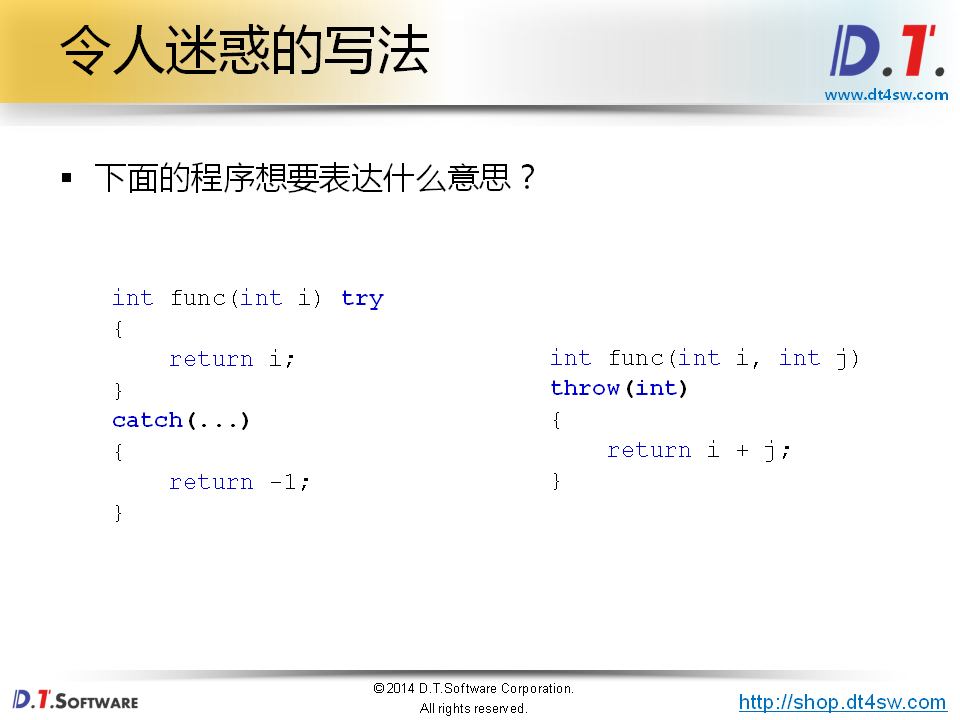 令人迷惑的写法
D.T.
www.dt4sw.com
▪ 下面的程序想要表达什么意思？
int func(int i) try
{
    return i;
}
catch(...)
{
    return -1;
}
int func(int i, int j)
throw(int)
{
    return i + j;
}
D.T.SOFTWARE
©2014 D.T.Software Corporation.
All rights reserved.
http://shop.dt4sw.com